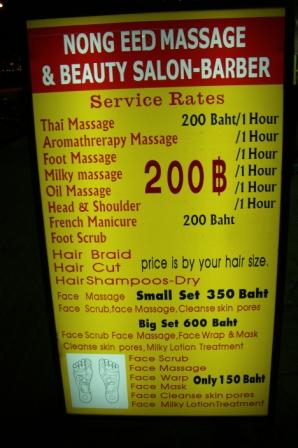 NONG EED MASSAGE
& BEAUTY SALON-BARBER
Service Rates
Thai Massage 200 Baht/1 Hour
Aromathrerapy Massage /1 Hour
Foot Massage /1 Hour
Milky massage 200฿ /1 Hour
Oil Massage /1 Hour
Head & Shoulder /1 Hour
French Manicure 200 Baht
Foot Scrub
Hair Braid
Hair Cut price is by your hair size.
Hair Shampoos-Dry
Face Massage Small Set 350 Baht
Face Scrub, face Massage, Cleanse skin pores
Big Set 600 Baht
Face Scrub Face Massage, Face Wrap & Mask
Cleanse skin pores, Milky Lotion Treatment
Face Scrub
Face Massage
Face Warp Only 150 Baht
Face Mask
Face Cleanse skin pores
Face Milky Lotion Treatment